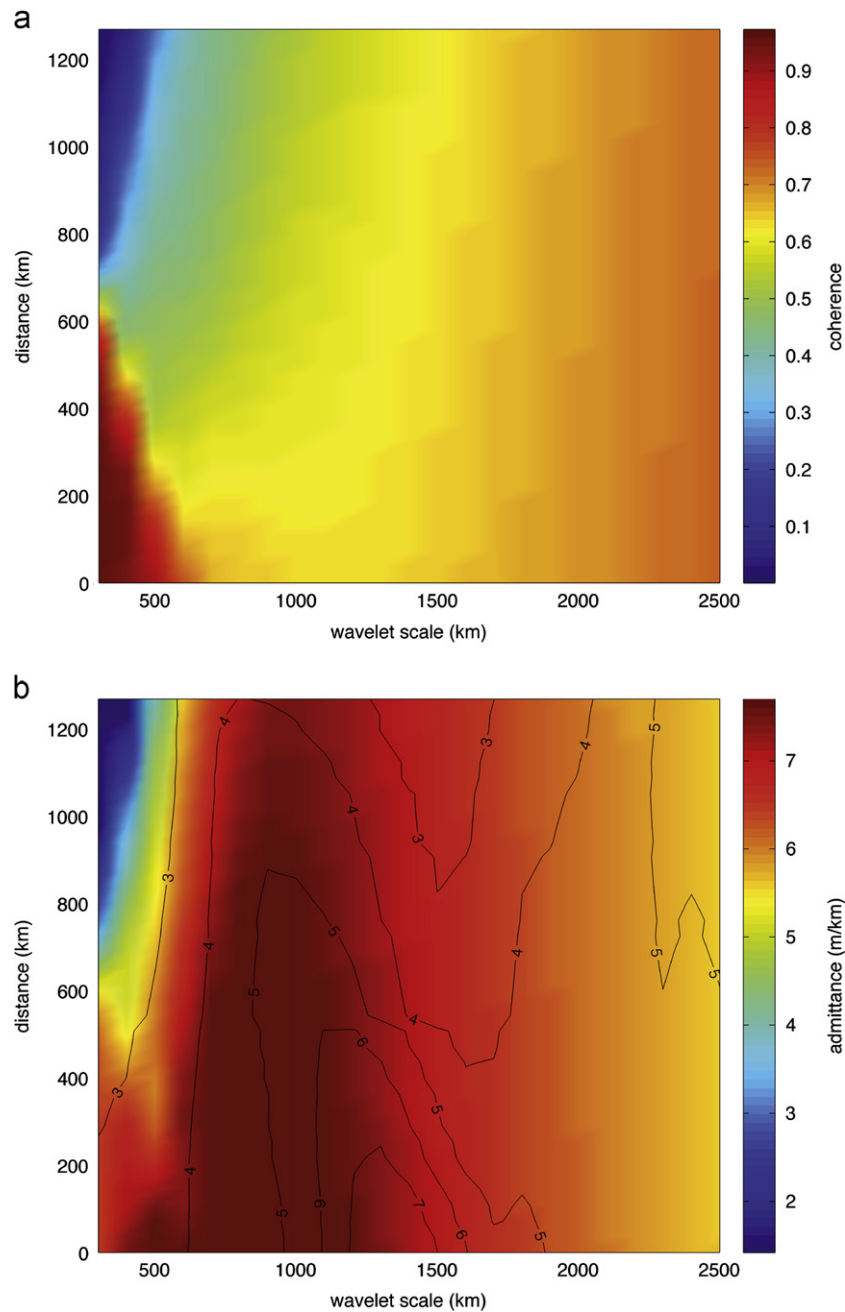 a
1200
1000
800
600
400
200
0
distance (km)
500 1000 1500 2000 2500
wavelet scale (km)
0.9
0.8
0.7
0.6
0.5
0.4
0.3
0.2
0.1
coherence
b
1200
1000
800
600
400
200
0
distance (km)
3 4 4 3 3 4 5
3 4 5 5 4 5 5
3 4 6 5
4 5 6 7 6 5
500 1000 1500 2000 2500
wavelet scale (km)
7
6
5
4
3
2
admittance (m/km)